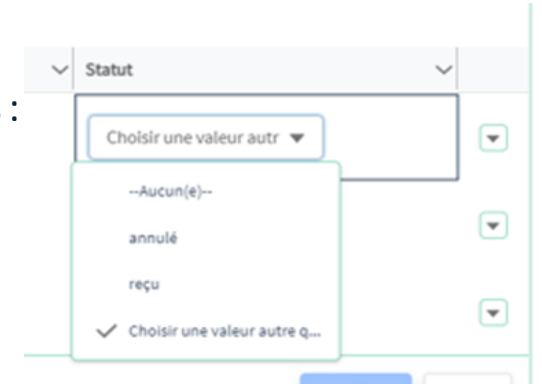 Statut
:
Choisir une valeur autr
--Aucun(e)--
annulé
reçu
Choisir une valeur autre q...